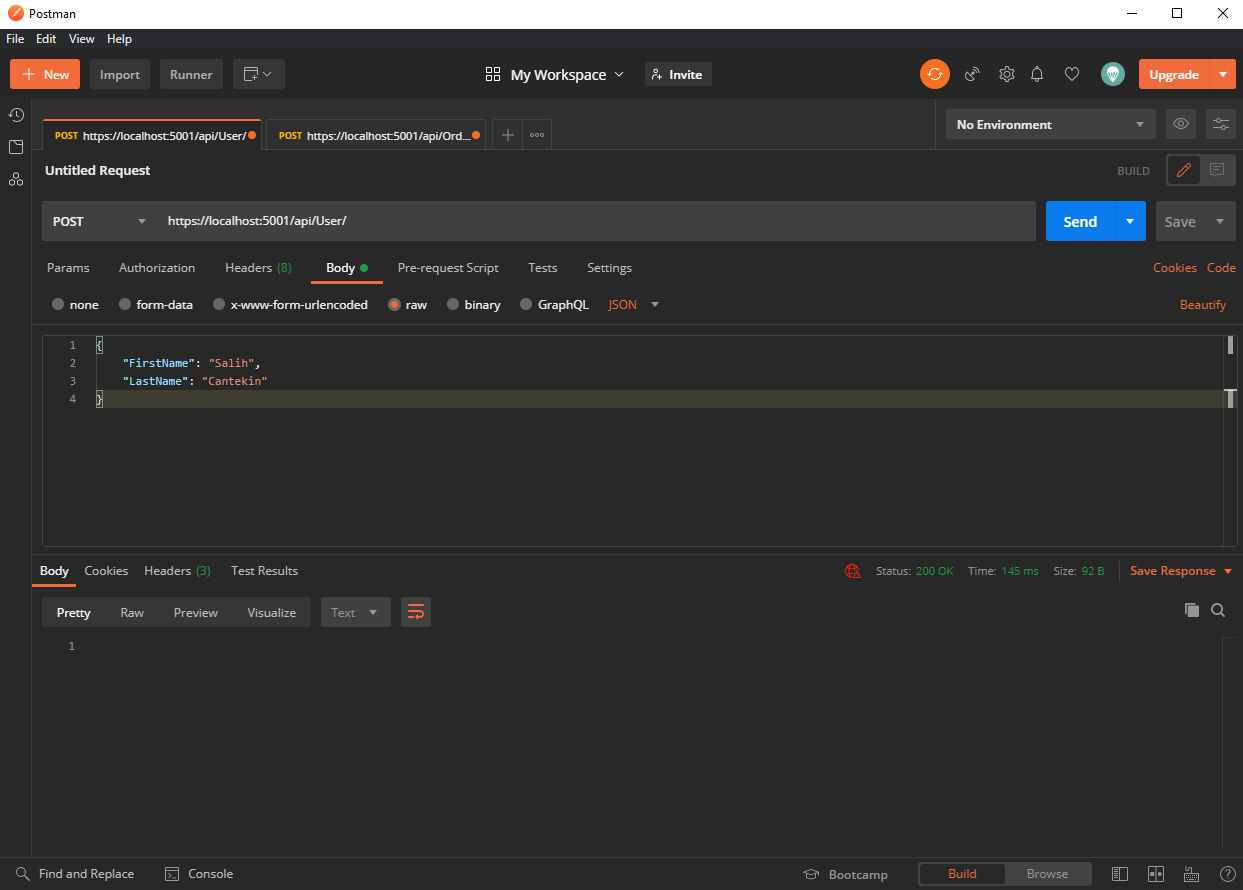 Postman
File Edit View Help
New Import Runner My Workspace Invite Upgrade
POST https://localhost:5001/api/User/ POST https://localhost:5001/api/Ord... No Environment
Untitled Request BUILD
POST https://localhost:5001/api/User/ Send Save
Params Authorization Headers (8) Body Pre-request Script Tests Settings Cookies Code
none form-data x-www-form-urlencoded raw binary GraphQL JSON Beautify
1 {
2 "FirstName": "Salih",
3 "LastName": "Cantekin"
4 }
Body Cookies Headers (3) Test Results Status: 200 OK Time: 145 ms Size: 92 B Save Response
Pretty Raw Preview Visualize Text
1
Find and Replace Console Bootcamp Build Browse